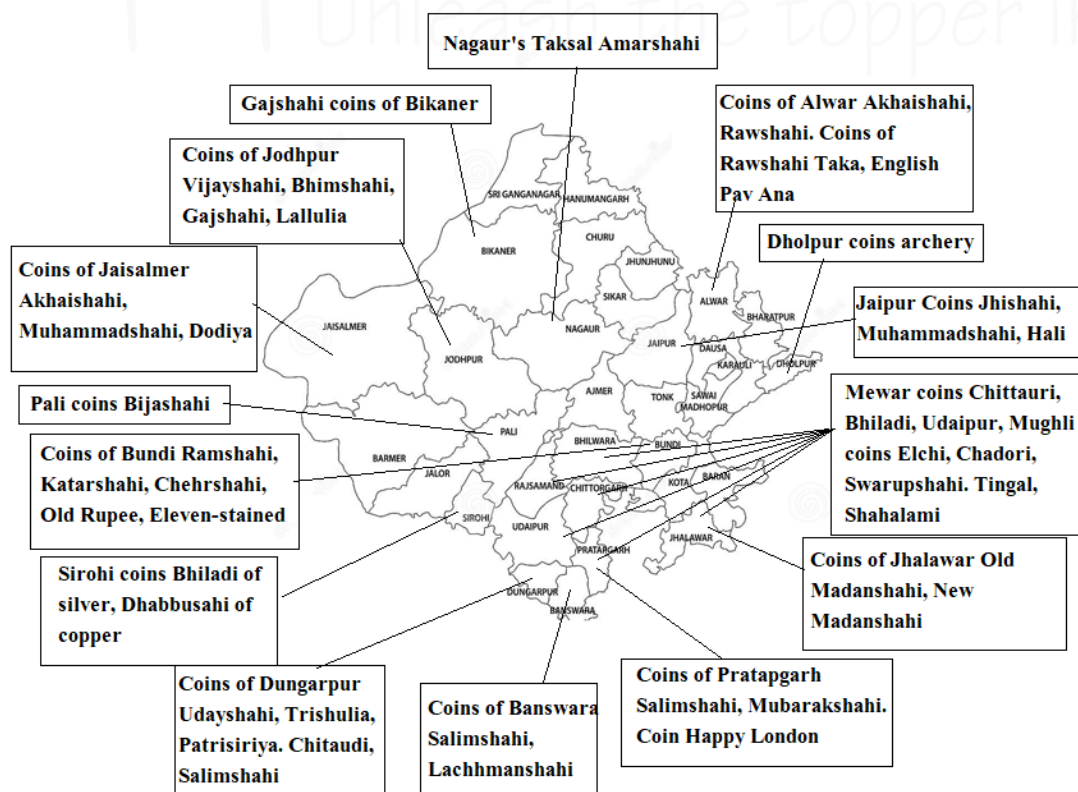 Unleash the topper in
Nagaur's Taksal Amarshahi
Gajshahi coins of Bikaner
Coins of Alwar Akhaishahi,
Rawshahi. Coins of
Rawshahi Taka, English
Pav Ana
Coins of Jodhpur
Vijayshahi, Bhimshahi,
Gajshahi, Lallulia
Dholpur coins archery
Coins of Jaisalmer
Akhaishahi,
Muhammadshahi, Dodiya
Jaipur Coins Jhishahi,
Muhammadshahi, Hali
Pali coins Bijashahi
Mewar coins Chittauri,
Bhiladi, Udaipur, Mughli
coins Elchi, Chadori,
Swarupshahi. Tingal,
Shahalami
Coins of Bundi Ramshahi,
Katarshahi, Chehrshahi,
Old Rupee, Eleven-stained
Sirohi coins Bhiladi of
silver, Dhabbusahi of
copper
Coins of Jhalawar Old
Madanshahi, New
Madanshahi
Coins of Dungarpur
Udayshahi, Trishulia,
Patrisiriya. Chitaudi,
Salimshahi
Coins of Banswara
Salimshahi,
Lachhmanshahi
Coins of Pratapgarh
Salimshahi, Mubarakshahi.
Coin Happy London
SRI GANGANAGAR
HANUMANGARH
BIKANER
CHURU
JHUNJHUNU
SIKAR
ALWAR
BHARATPUR
JAISALMER
NAGAUR
JAIPUR
DAUSA
JODHPUR
KARAULI
DHOLPUR
AJMER
TONK
SAWAI
MADHOPUR
PALI
BHILWARA
BUNDI
BARMER
JALOR
RAJSAMAND
CHITTORGARH
KOTA
BARAN
SIROHI
UDAIPUR
JHALAWAR
PRATAPGARH
DUNGARPUR
BANSWARA